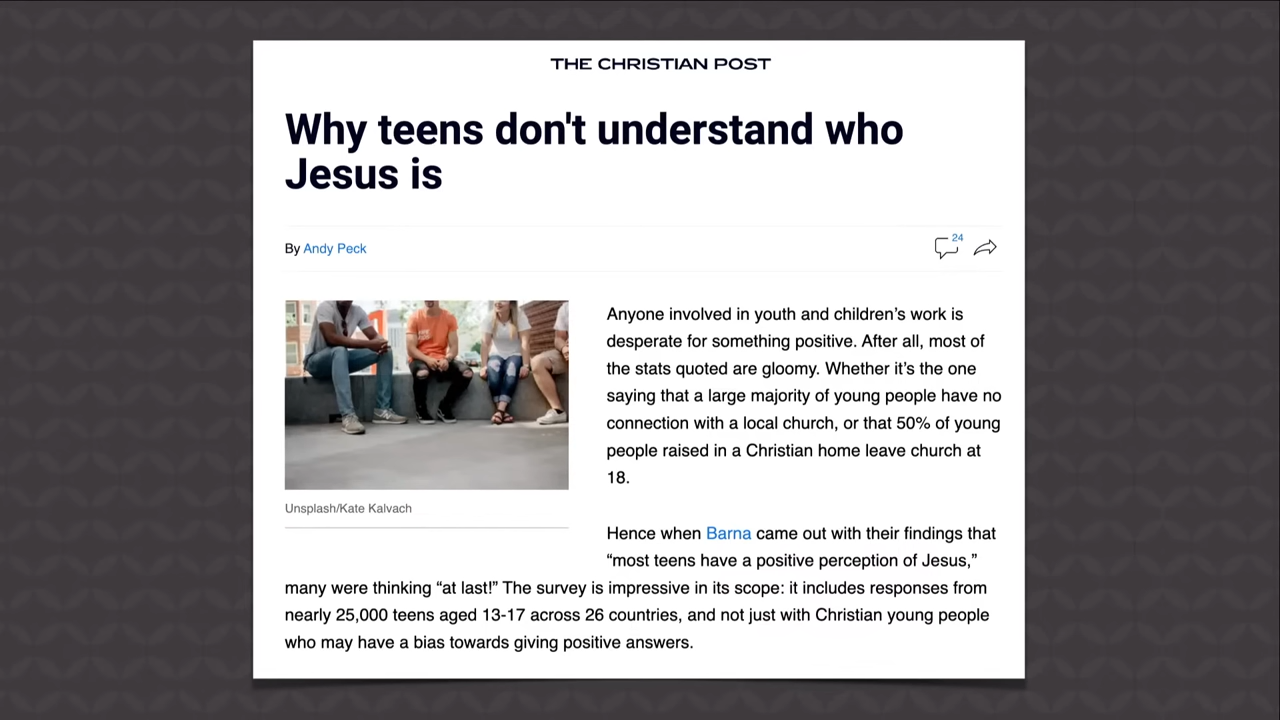 THE CHRISTIAN POST
Why teens don't understand who
Jesus is
By Andy Peck
24
Unsplash/Kate Kalvach
Anyone involved in youth and children’s work is
desperate for something positive. After all, most of
the stats quoted are gloomy. Whether it’s the one
saying that a large majority of young people have no
connection with a local church, or that 50% of young
people raised in a Christian home leave church at
18.
Hence when Barna came out with their findings that
“most teens have a positive perception of Jesus,”
many were thinking “at last!” The survey is impressive in its scope: it includes responses from
nearly 25,000 teens aged 13-17 across 26 countries, and not just with Christian young people
who may have a bias towards giving positive answers.